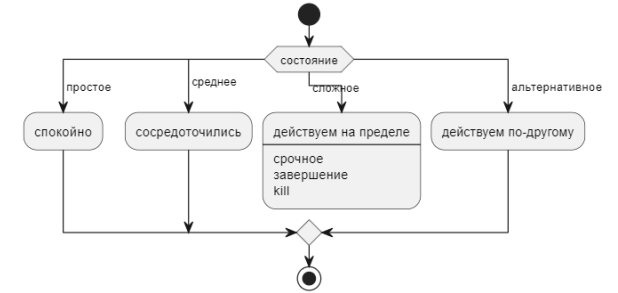 состояние
простое
среднее
сложное
альтернативное
спокойно
сосредоточились
действуем на пределе
срочное
завершение
kill
действуем по-другому